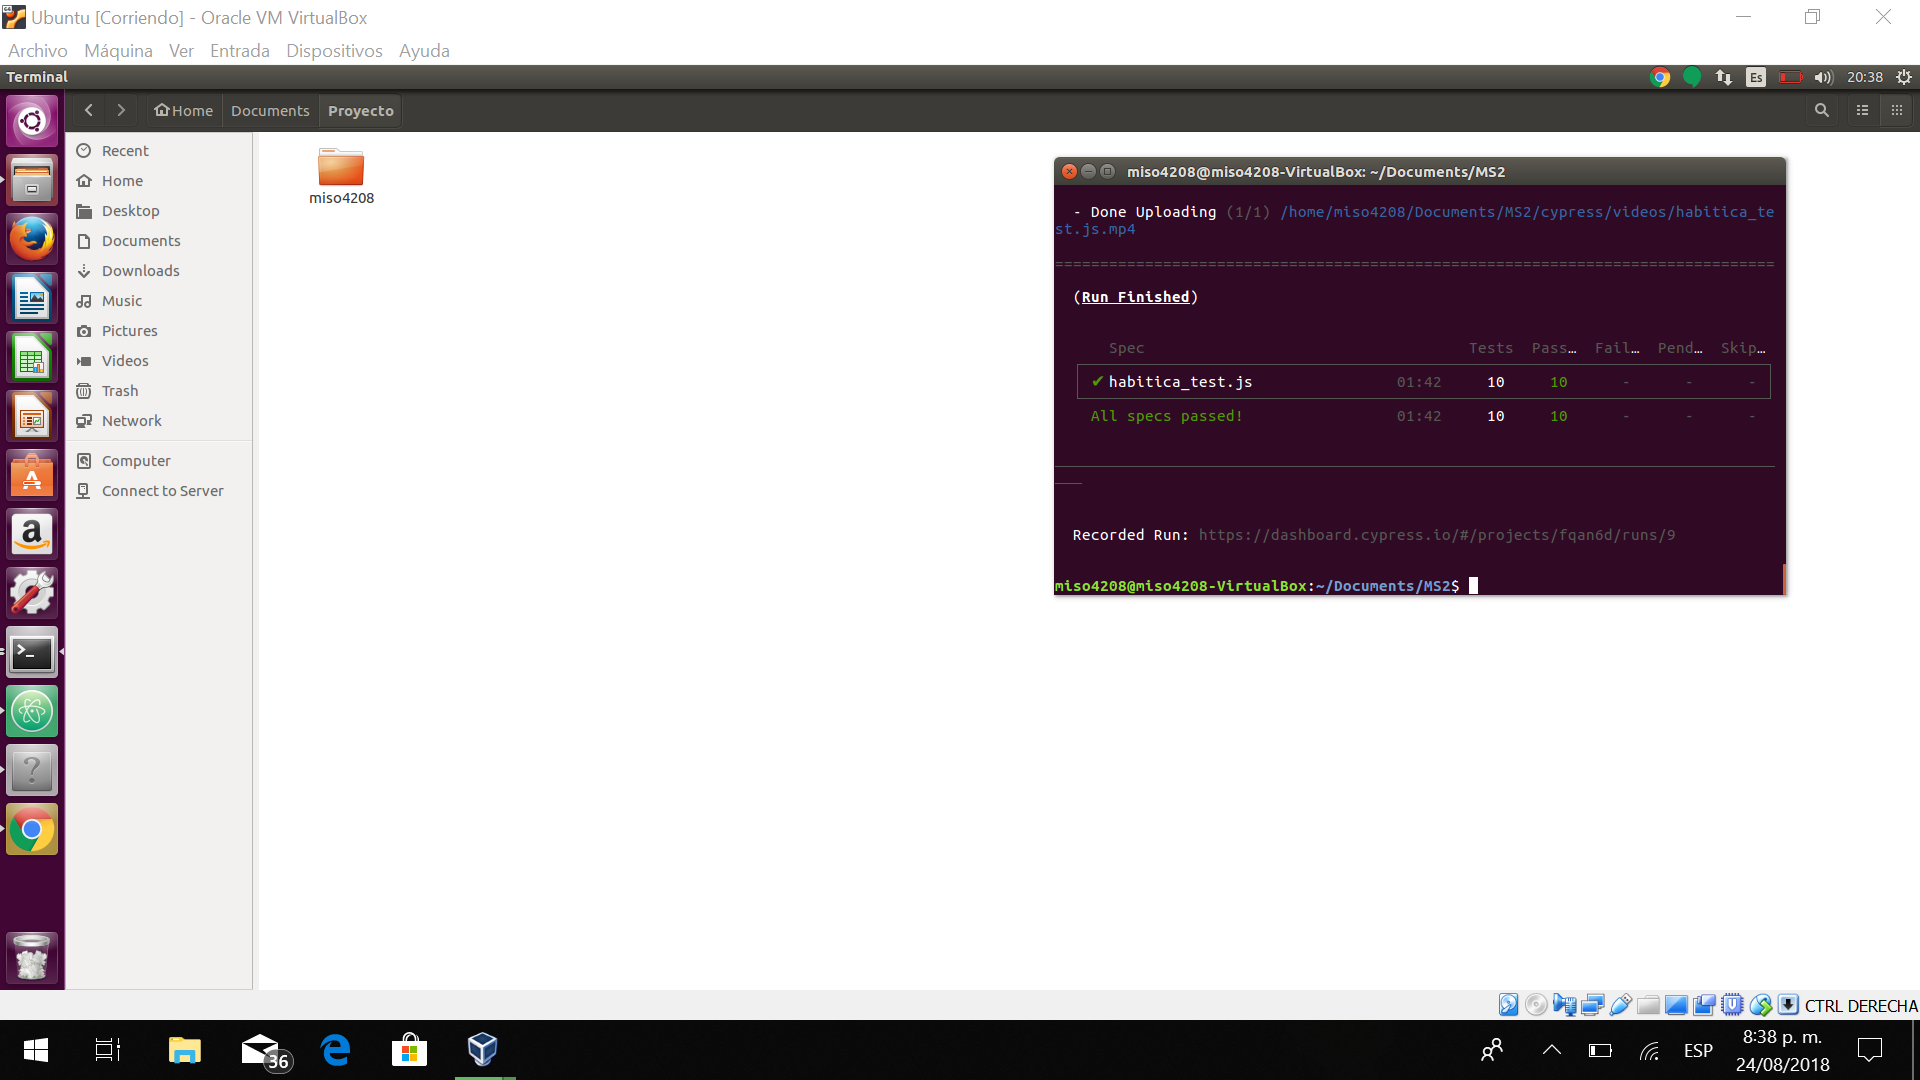 Ubuntu [Corriendo] - Oracle VM VirtualBox
Archivo Máquina Ver Entrada Dispositivos Ayuda
Terminal
Es
20:38
Home Documents Proyecto
Recent
Home
Desktop
Documents
Downloads
Music
Pictures
Videos
Trash
Network
Computer
Connect to Server
miso4208
miso4208@miso4208-VirtualBox: ~/Documents/MS2
- Done Uploading (1/1) /home/miso4208/Documents/MS2/cypress/videos/habitica_te
st.js.mp4
================================================================================
(Run Finished)
Spec Tests Pass… Fail… Pend… Skip…
✔ habitica_test.js 01:42 10 10 - - -
All specs passed! 01:42 10 10 - - -
Recorded Run: https://dashboard.cypress.io/#/projects/fqan6d/runs/9
miso4208@miso4208-VirtualBox:~/Documents/MS2$
CTRL DERECHA
36
ESP
8:38 p. m.
24/08/2018